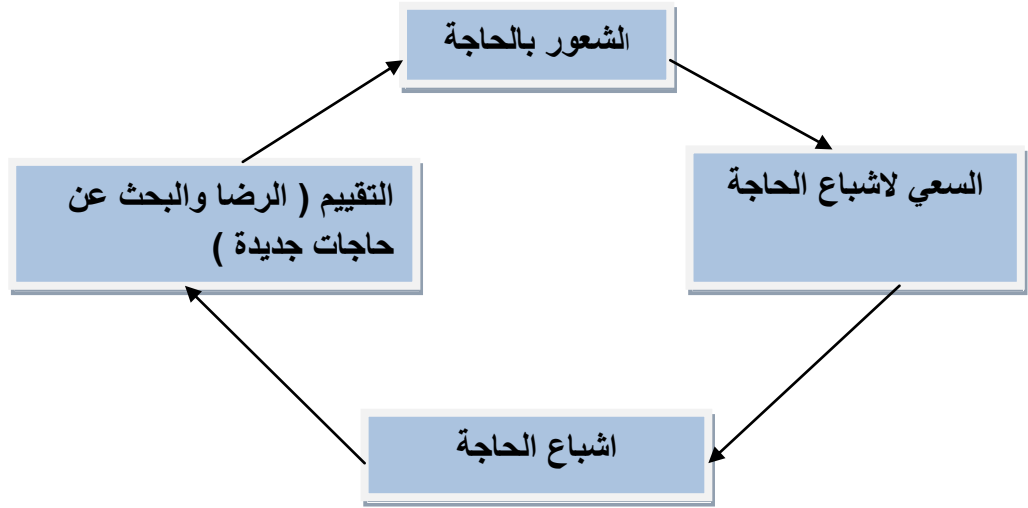 الشعور بالحاجة
السعي لاشباع الحاجة
اشباع الحاجة
التقييم ( الرضا والبحث عن
حاجات جديدة )